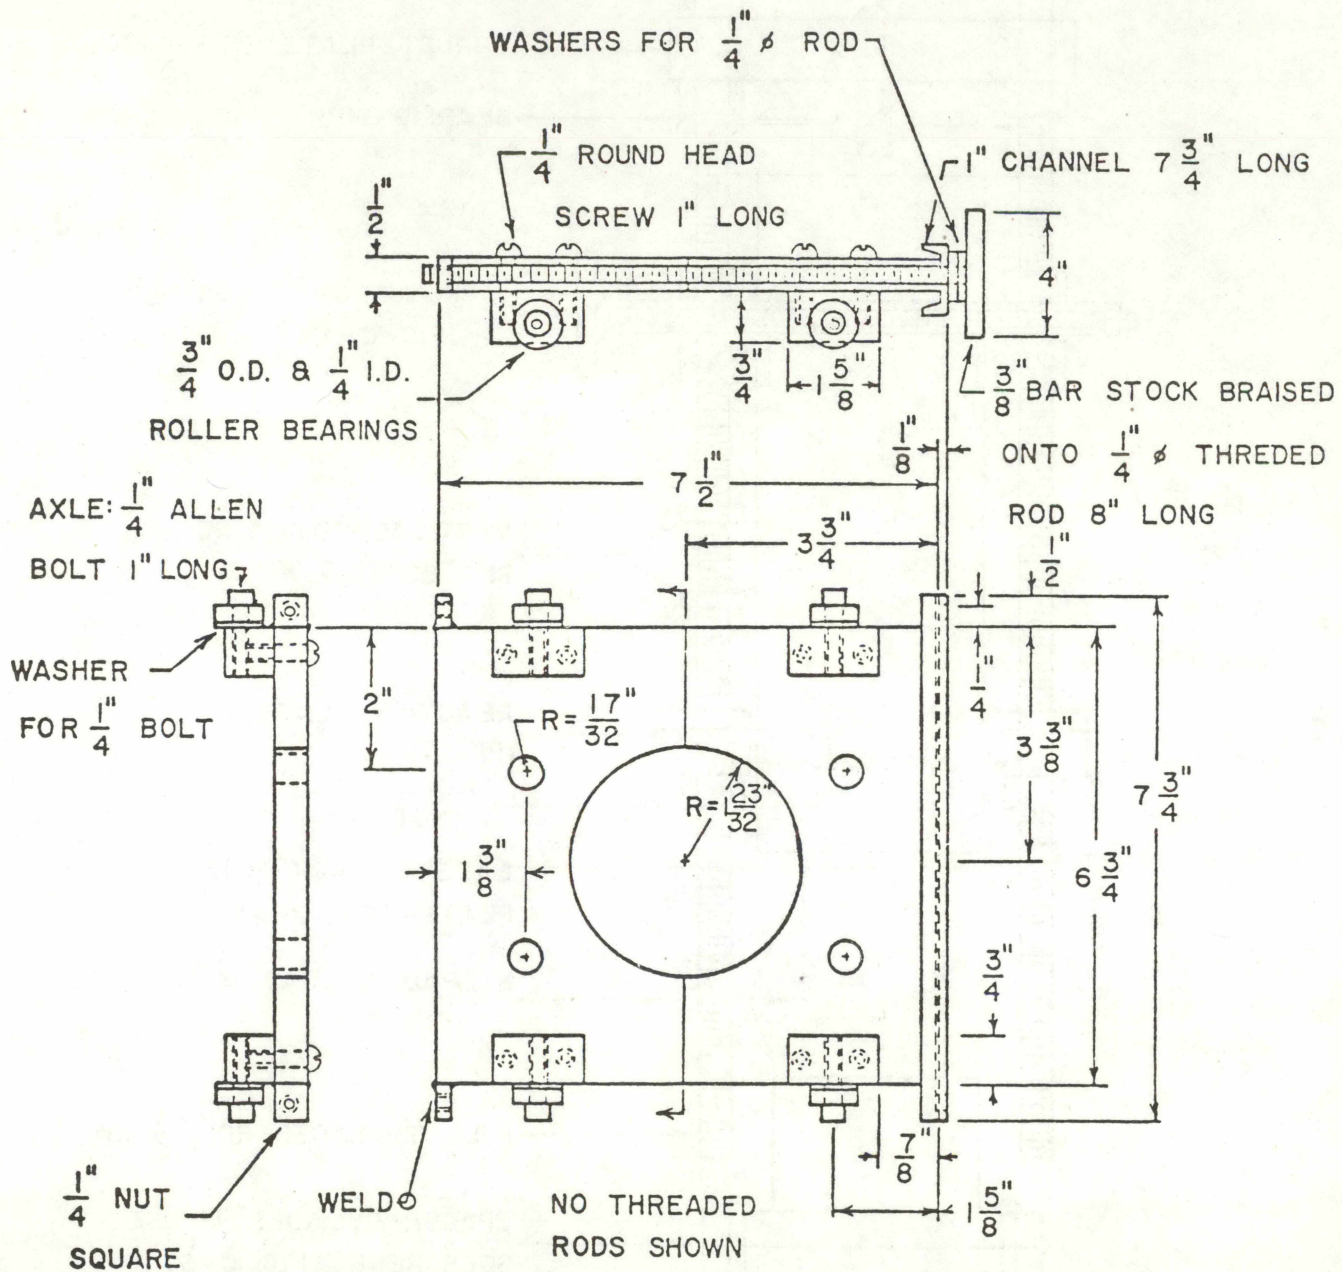 WASHERS FOR 1/4" ø ROD
1/4" ROUND HEAD
SCREW 1" LONG
1" CHANNEL 7 3/4" LONG
1/2"
4"
3/4" O.D. & 1/4" I.D.
ROLLER BEARINGS
3/4"
1 5/8"
3/8" BAR STOCK BRAISED
ONTO 1/4" ø THREDED
ROD 8" LONG
1/8"
7 1/2"
3 3/4"
AXLE: 1/4" ALLEN
BOLT 1" LONG
1/2"
WASHER
FOR 1/4" BOLT
2"
R = 17/32"
1/4"
3 3/8"
7 3/4"
R = 1 23/32"
1 3/8"
6 3/4"
3/4"
7/8"
1 5/8"
1/4" NUT
SQUARE
WELD
NO THREADED
RODS SHOWN